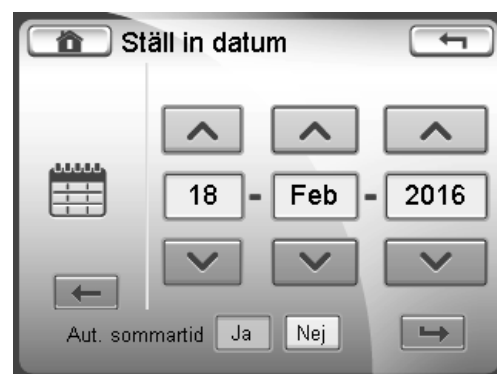 Ställ in datum
18 - Feb - 2016
Aut. sommartid Ja Nej